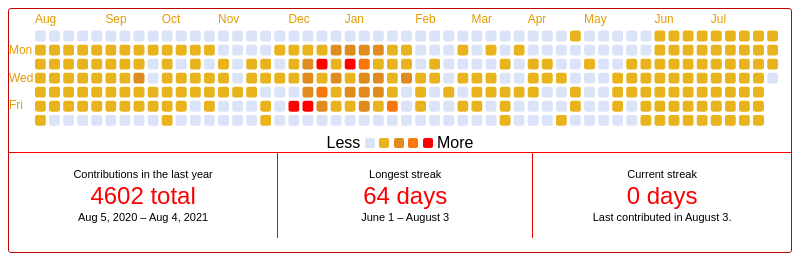 Aug Sep Oct Nov Dec Jan Feb Mar Apr May Jun Jul
Mon
Wed
Fri
Less More
Contributions in the last year
4602 total
Aug 5, 2020 – Aug 4, 2021
Longest streak
64 days
June 1 – August 3
Current streak
0 days
Last contributed in August 3.